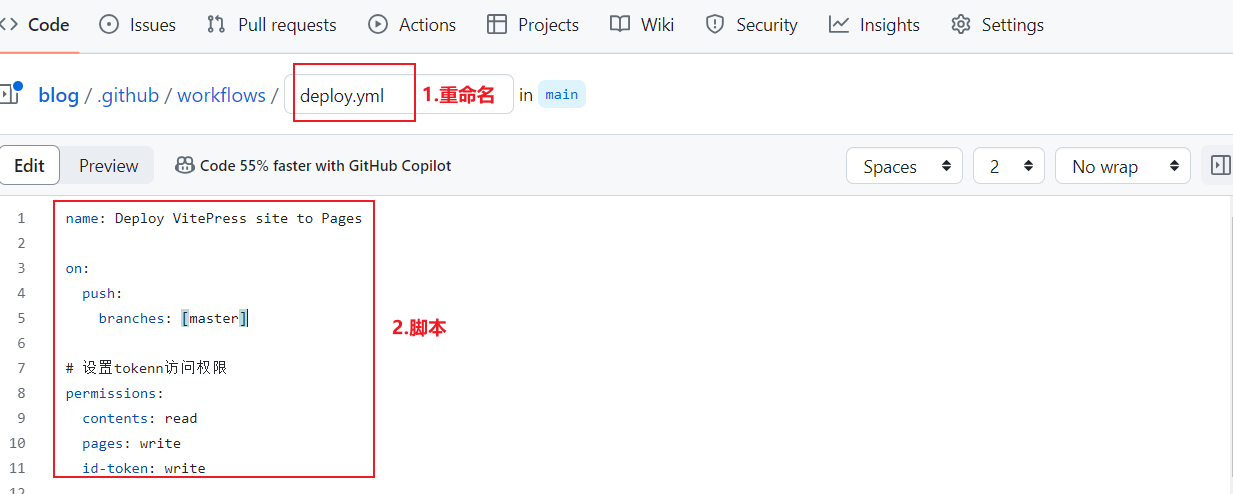 Code Issues Pull requests Actions Projects Wiki Security Insights Settings
blog / .github / workflows / deploy.yml 1.重命名 in main
Edit Preview Code 55% faster with GitHub Copilot Spaces 2 No wrap
1 name: Deploy VitePress site to Pages
2
3 on:
4 push:
5 branches: [master]
2.脚本
6
7 # 设置tokenn访问权限
8 permissions:
9 contents: read
10 pages: write
11 id-token: write
12